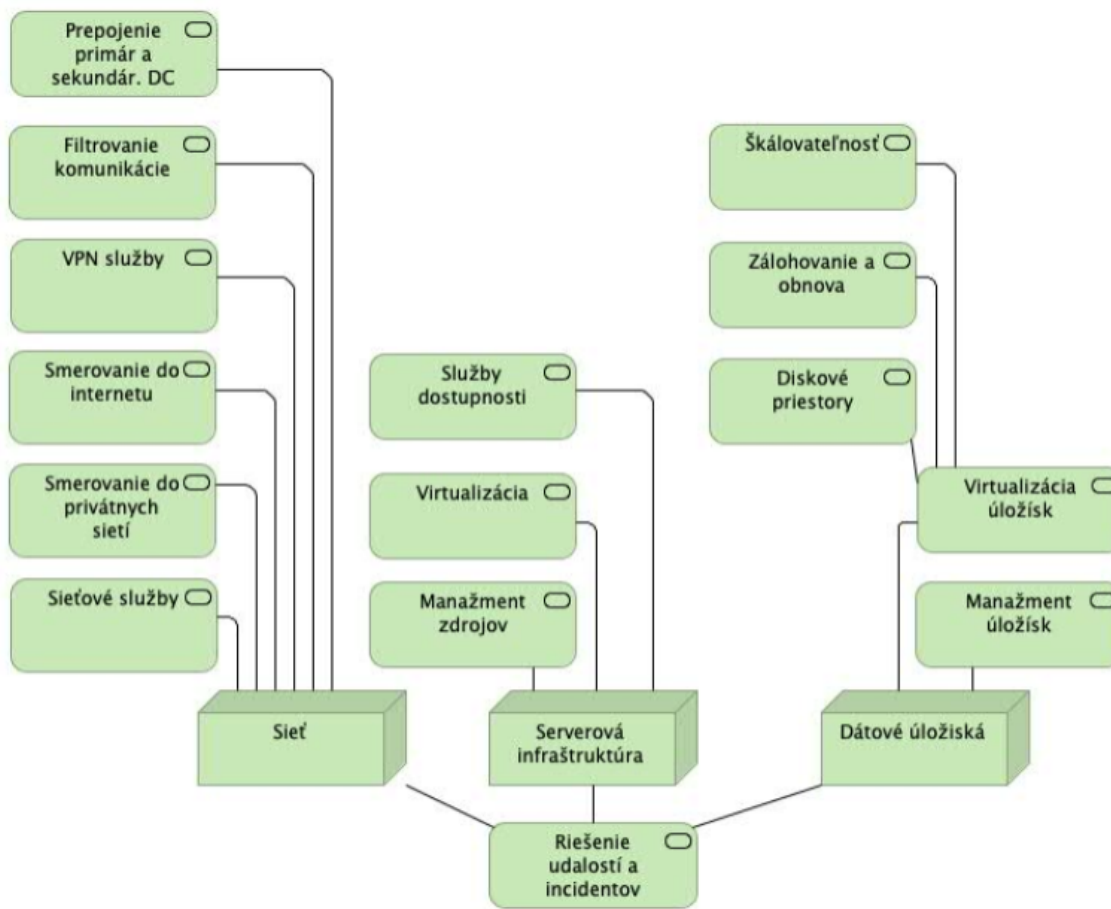 Prepojenie
primár a
sekundár. DC
Filtrovanie
komunikácie
VPN služby
Smerovanie do
internetu
Smerovanie do
privátnych
sietí
Sieťové služby
Služby
dostupnosti
Virtualizácia
Manažment
zdrojov
Škálovateľnosť
Zálohovanie a
obnova
Diskové
priestory
Virtualizácia
úložísk
Manažment
úložísk
Sieť
Serverová
infraštruktúra
Dátové úložiská
Riešenie
udalostí a
incidentov